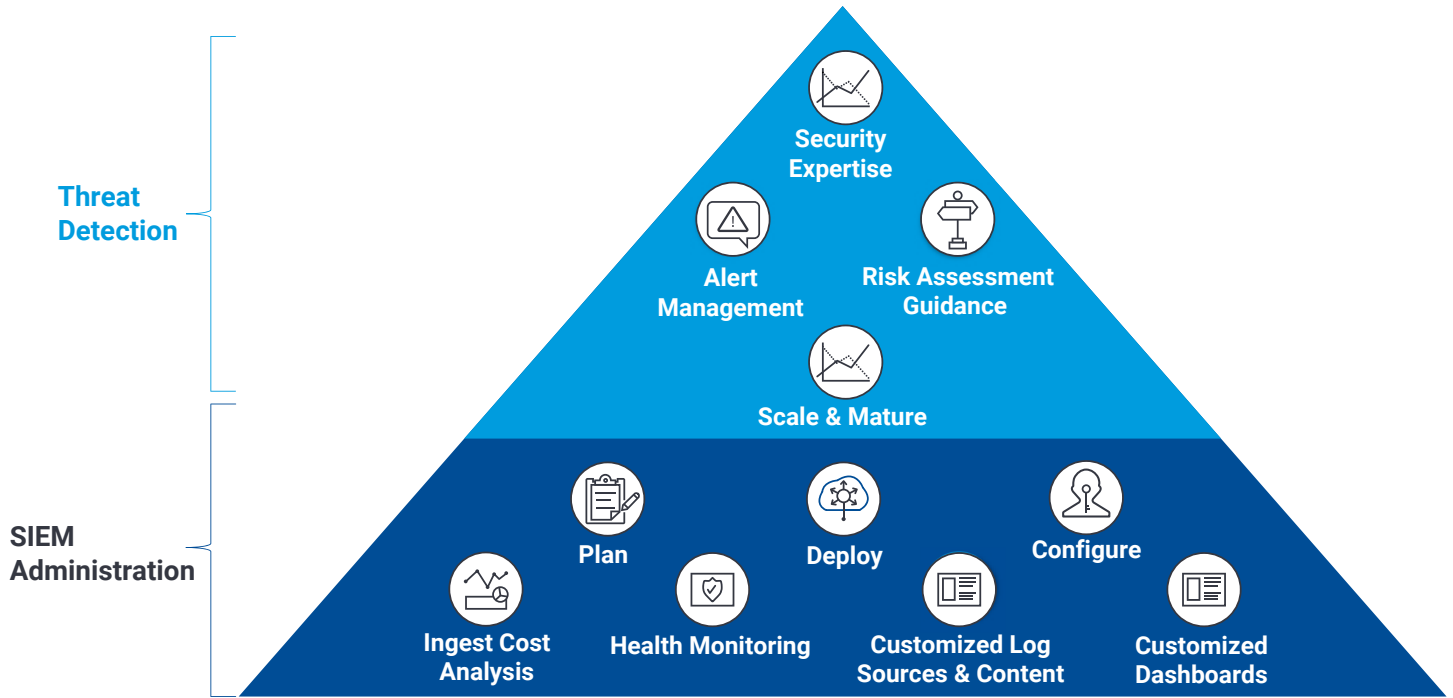 Security
Expertise
Threat
Detection
Alert
Management
Risk Assessment
Guidance
Scale & Mature
SIEM
Administration
Plan
Deploy
Configure
Ingest Cost
Analysis
Health Monitoring
Customized Log
Sources & Content
Customized
Dashboards